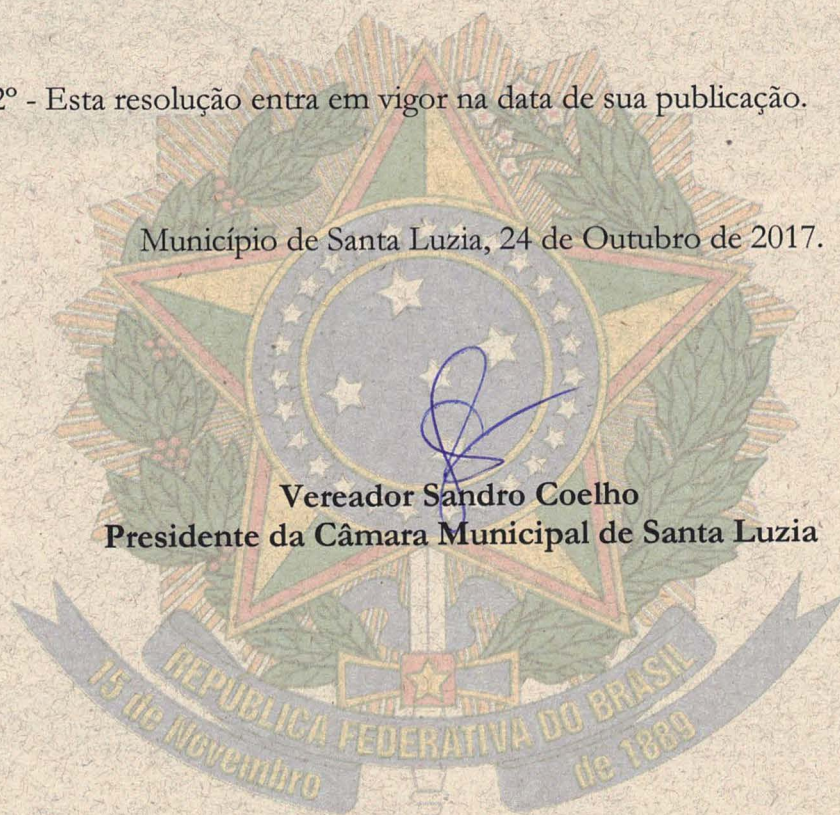 2º - Esta resolução entra em vigor na data de sua publicação.
Município de Santa Luzia, 24 de Outubro de 2017.
Vereador Sandro Coelho
Presidente da Câmara Municipal de Santa Luzia
REPUBLICA FEDERATIVA DO BRASIL
15 de Novembro de 1889